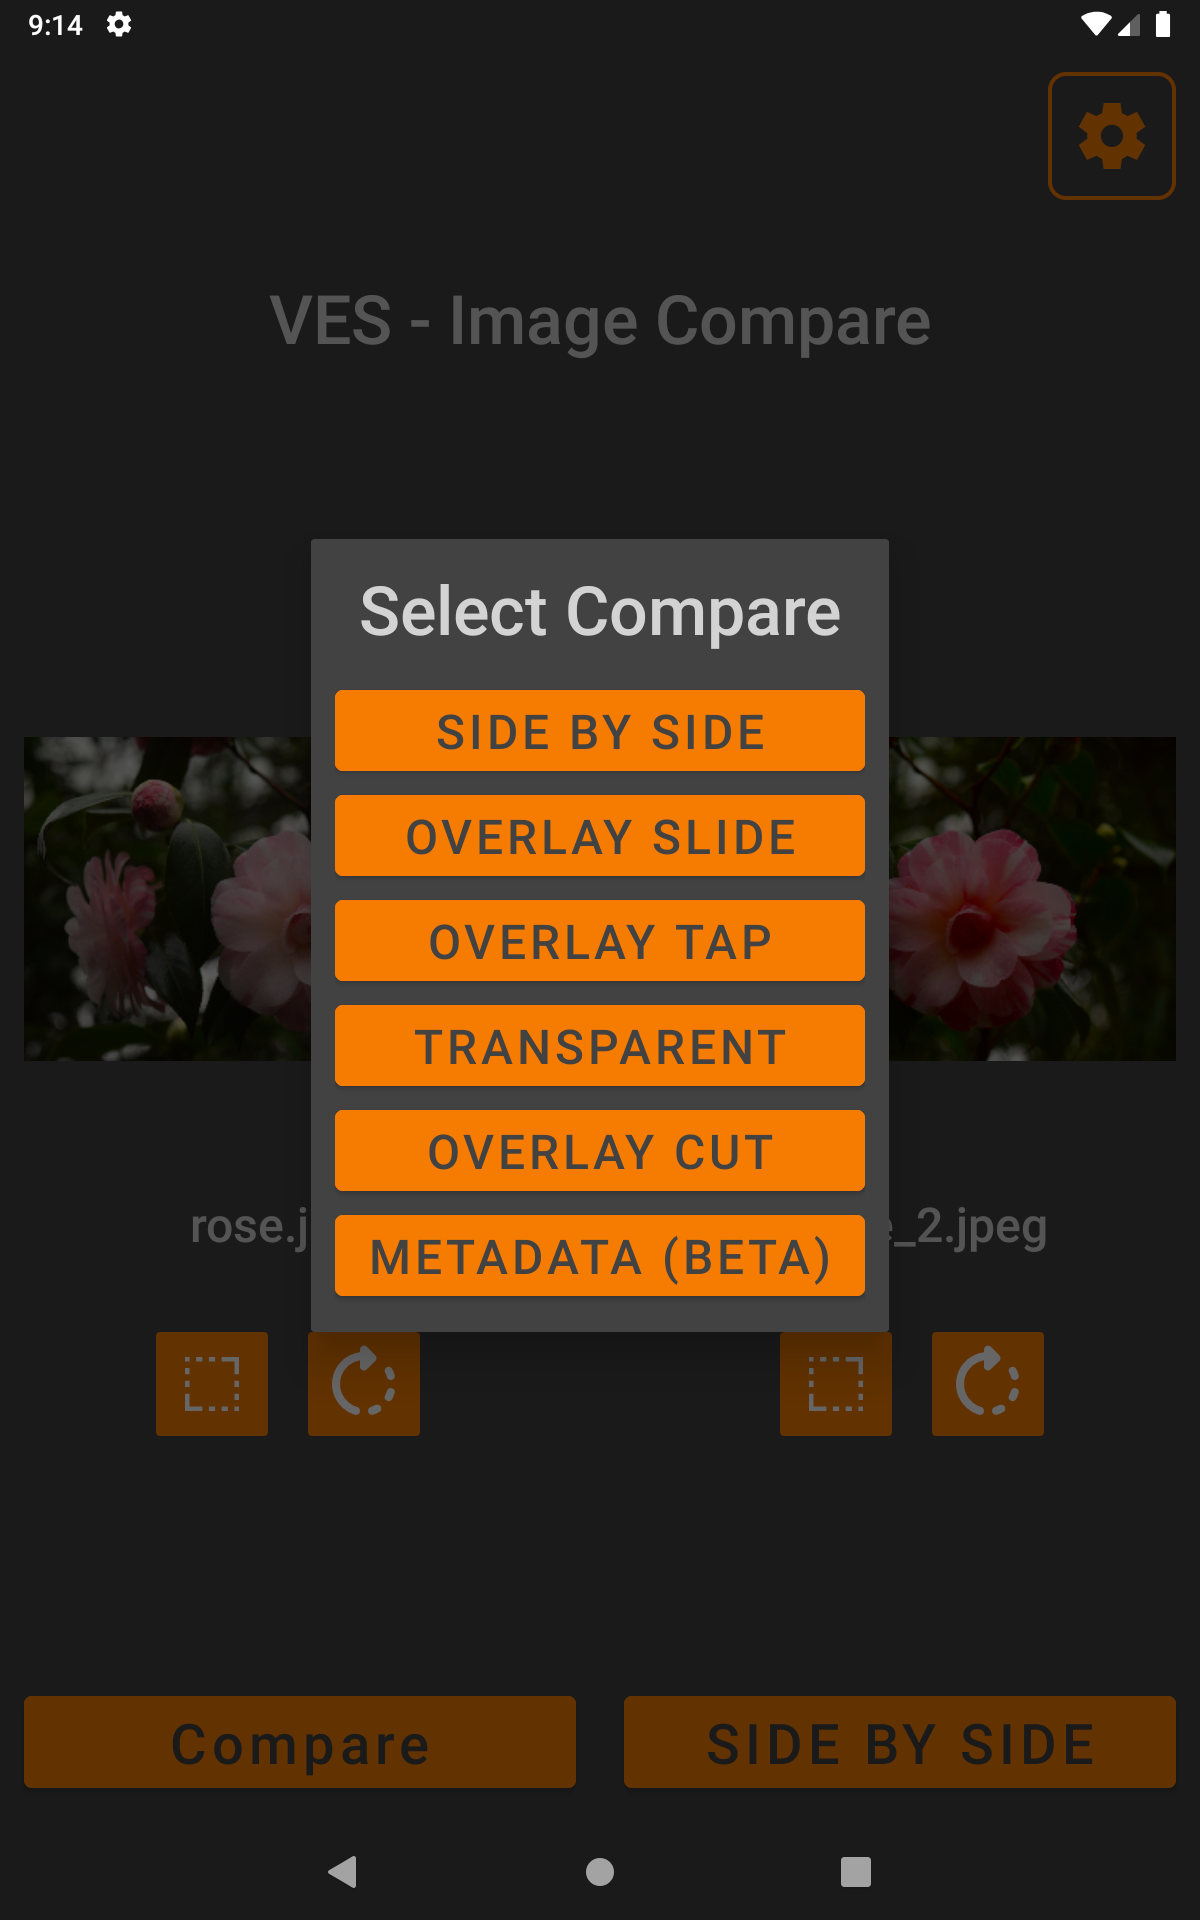 9:14
VES - Image Compare
Select Compare
SIDE BY SIDE
OVERLAY SLIDE
OVERLAY TAP
TRANSPARENT
OVERLAY CUT
rose.j
_2.jpeg
METADATA (BETA)
Compare
SIDE BY SIDE